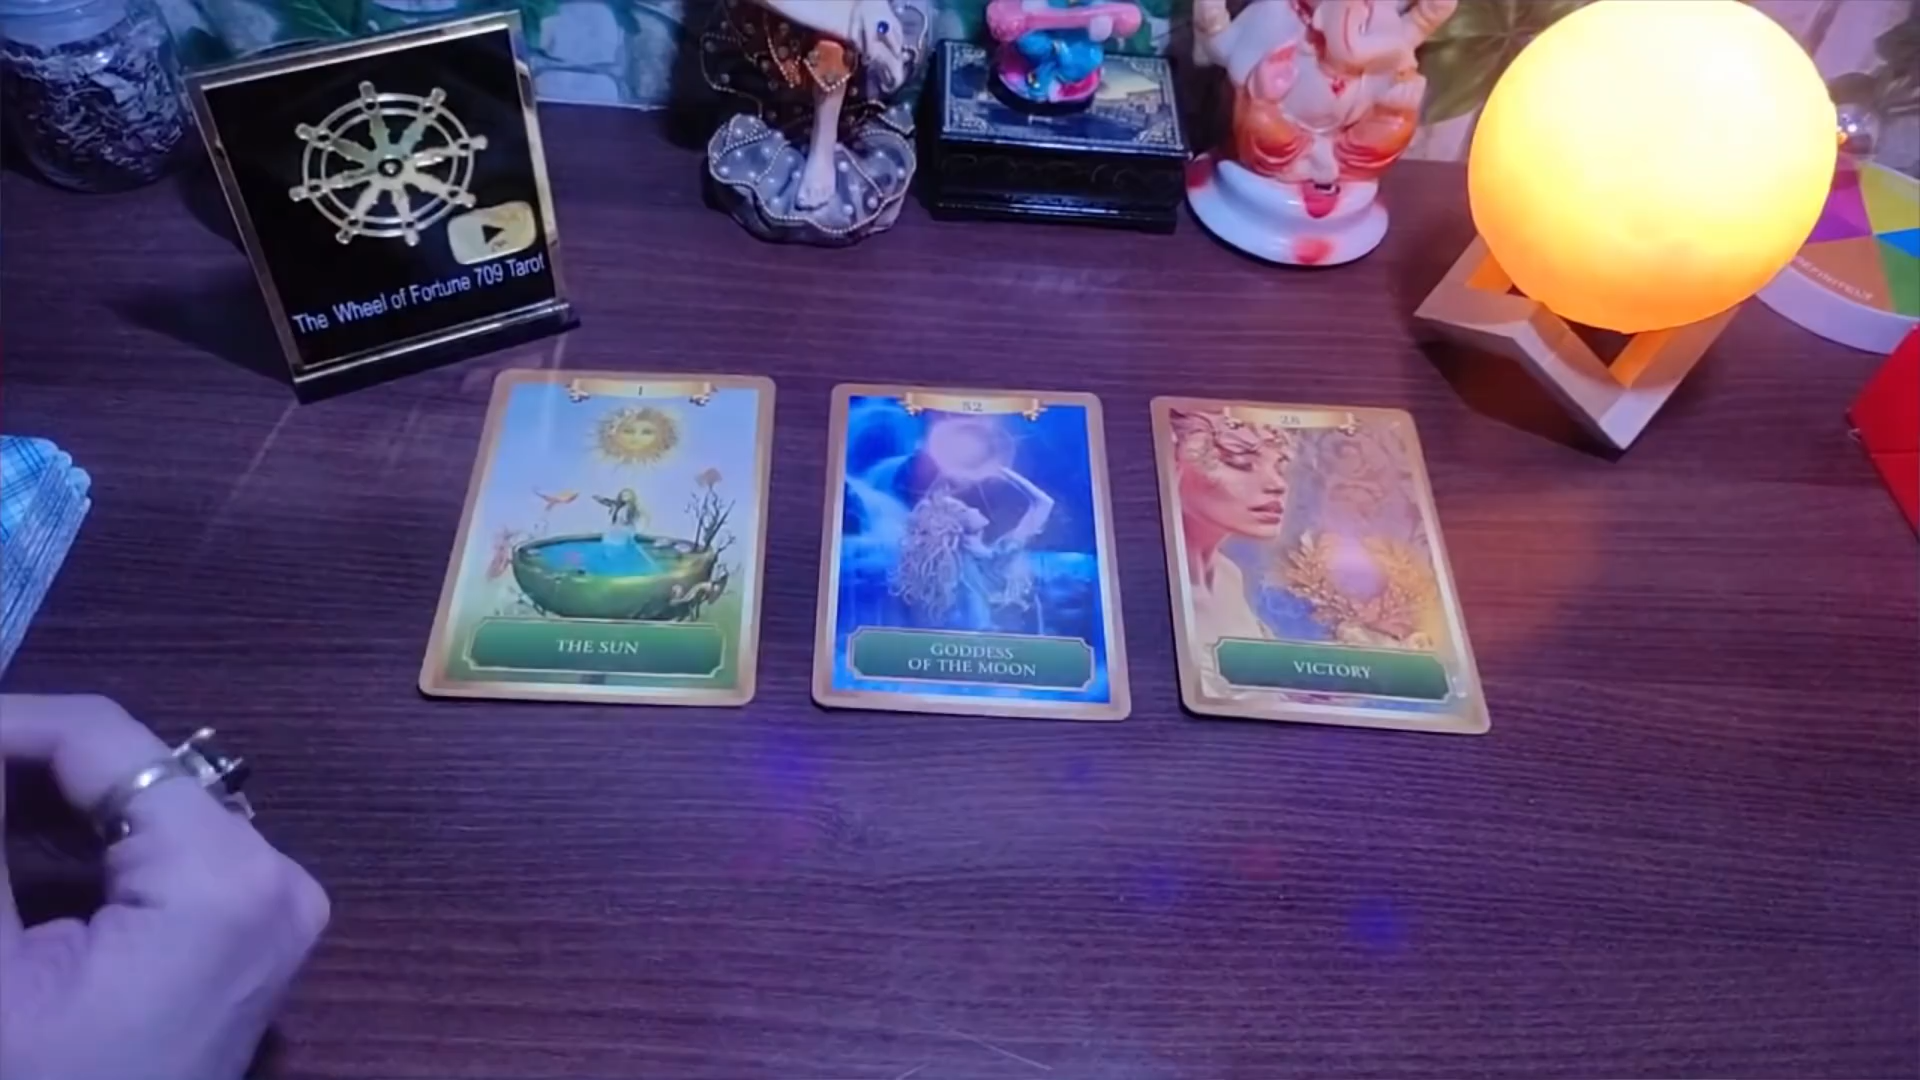 The Wheel of Fortune 709 Tarot
1
THE SUN
52
GODDESS
OF THE MOON
28
VICTORY